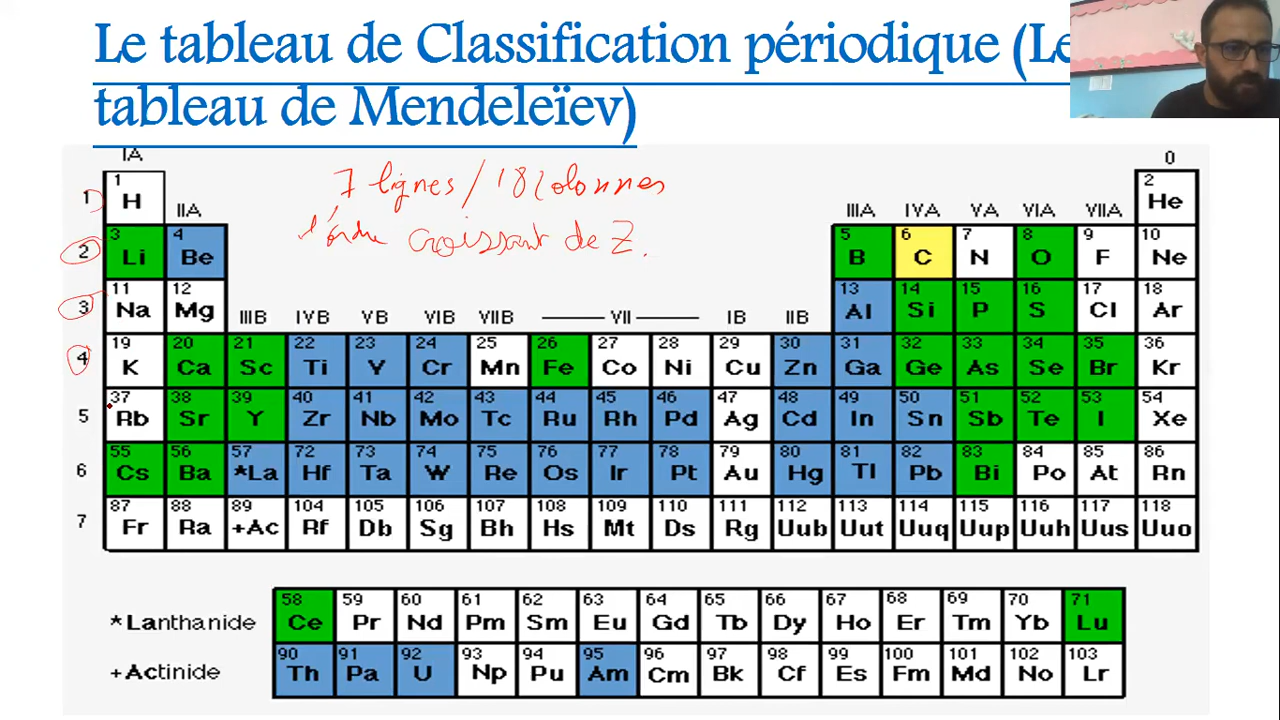 Le tableau de Classification périodique (Le
tableau de Mendeleïev)
7 lignes / 18 Colonnes
l'ordre croissant de Z.
IA 0
1 1 H 2 He
IIA IIIA IVA VA VIA VIIA
2 3 Li 4 Be 5 B 6 C 7 N 8 O 9 F 10 Ne
3 11 Na 12 Mg 13 Al 14 Si 15 P 16 S 17 Cl 18 Ar
IIIB IVB VB VIB VIIB VII IB IIB
4 19 K 20 Ca 21 Sc 22 Ti 23 V 24 Cr 25 Mn 26 Fe 27 Co 28 Ni 29 Cu 30 Zn 31 Ga 32 Ge 33 As 34 Se 35 Br 36 Kr
5 37 Rb 38 Sr 39 Y 40 Zr 41 Nb 42 Mo 43 Tc 44 Ru 45 Rh 46 Pd 47 Ag 48 Cd 49 In 50 Sn 51 Sb 52 Te 53 I 54 Xe
6 55 Cs 56 Ba 57 *La 72 Hf 73 Ta 74 W 75 Re 76 Os 77 Ir 78 Pt 79 Au 80 Hg 81 Tl 82 Pb 83 Bi 84 Po 85 At 86 Rn
7 87 Fr 88 Ra 89 +Ac 104 Rf 105 Db 106 Sg 107 Bh 108 Hs 109 Mt 110 Ds 111 Rg 112 Uub 113 Uut 114 Uuq 115 Uup 116 Uuh 117 Uus 118 Uuo
*Lanthanide 58 Ce 59 Pr 60 Nd 61 Pm 62 Sm 63 Eu 64 Gd 65 Tb 66 Dy 67 Ho 68 Er 69 Tm 70 Yb 71 Lu
+Actinide 90 Th 91 Pa 92 U 93 Np 94 Pu 95 Am 96 Cm 97 Bk 98 Cf 99 Es 100 Fm 101 Md 102 No 103 Lr